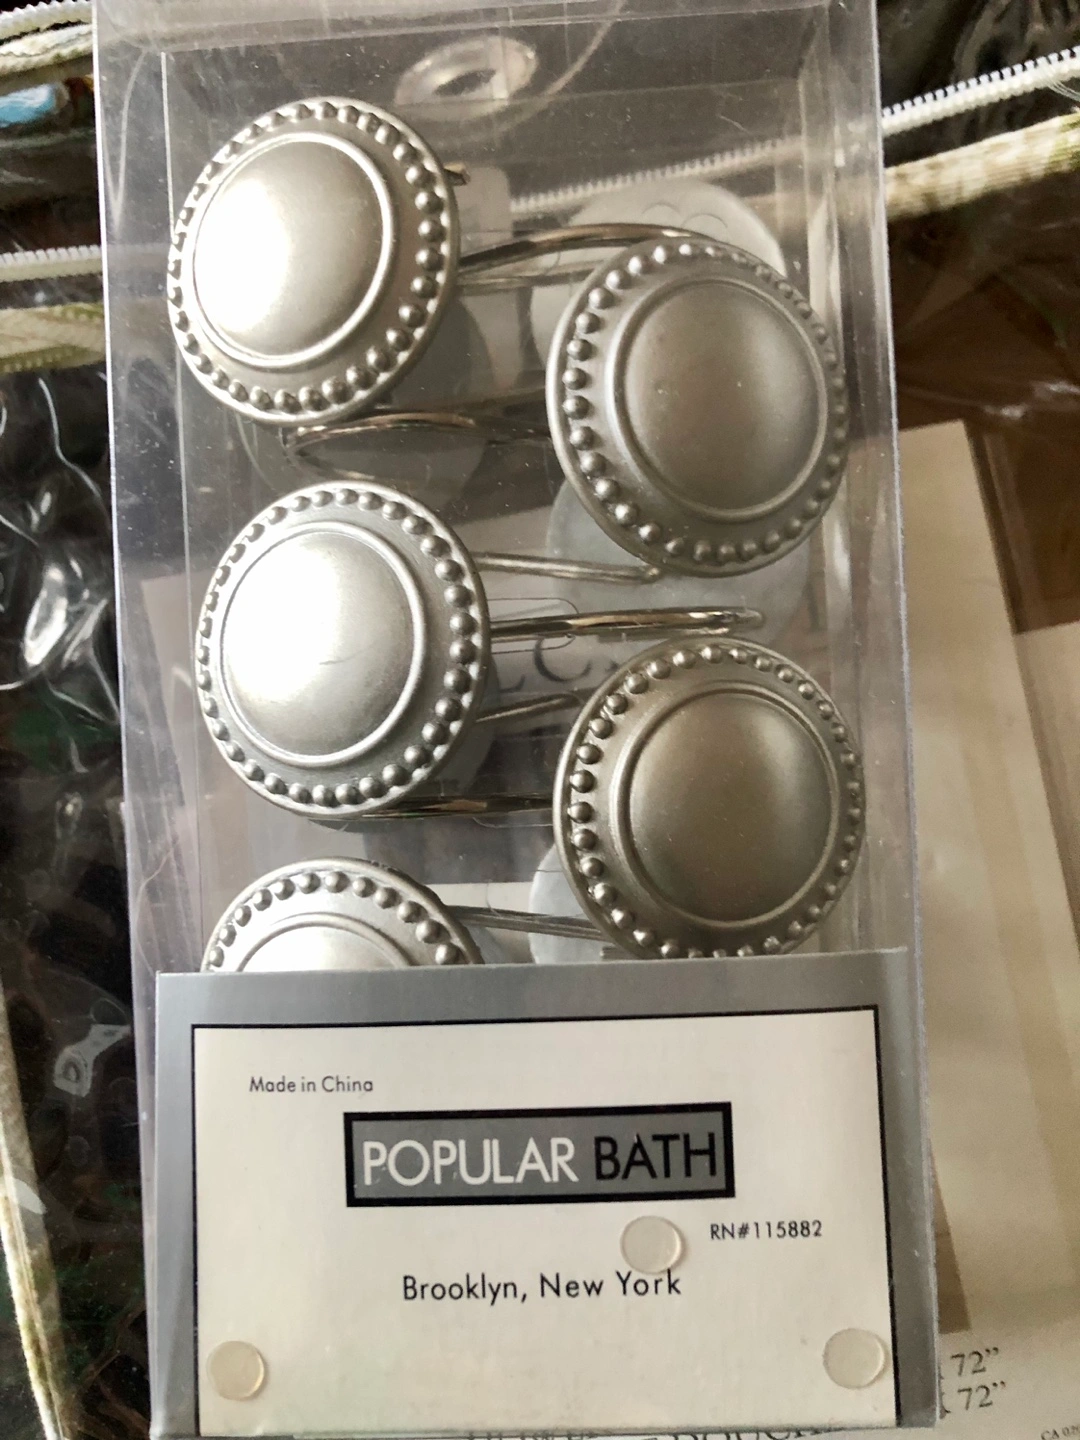 Made in China
POPULAR BATH
RN#115882
Brooklyn, New York
72"
72"